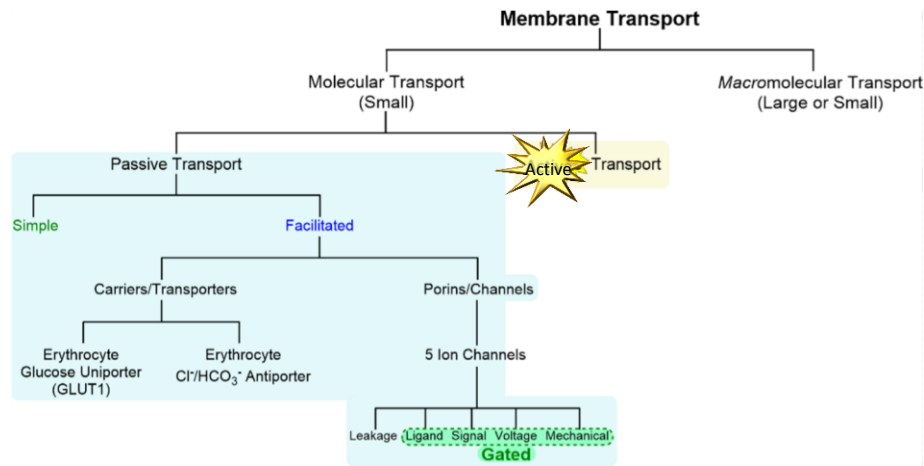 Membrane Transport
Molecular Transport
(Small)
Macromolecular Transport
(Large or Small)
Passive Transport
Active Transport
Simple
Facilitated
Carriers/Transporters
Porins/Channels
Erythrocyte
Glucose Uniporter
(GLUT1)
Erythrocyte
Cl⁻/HCO₃⁻ Antiporter
5 Ion Channels
Leakage Ligand Signal Voltage Mechanical
Gated